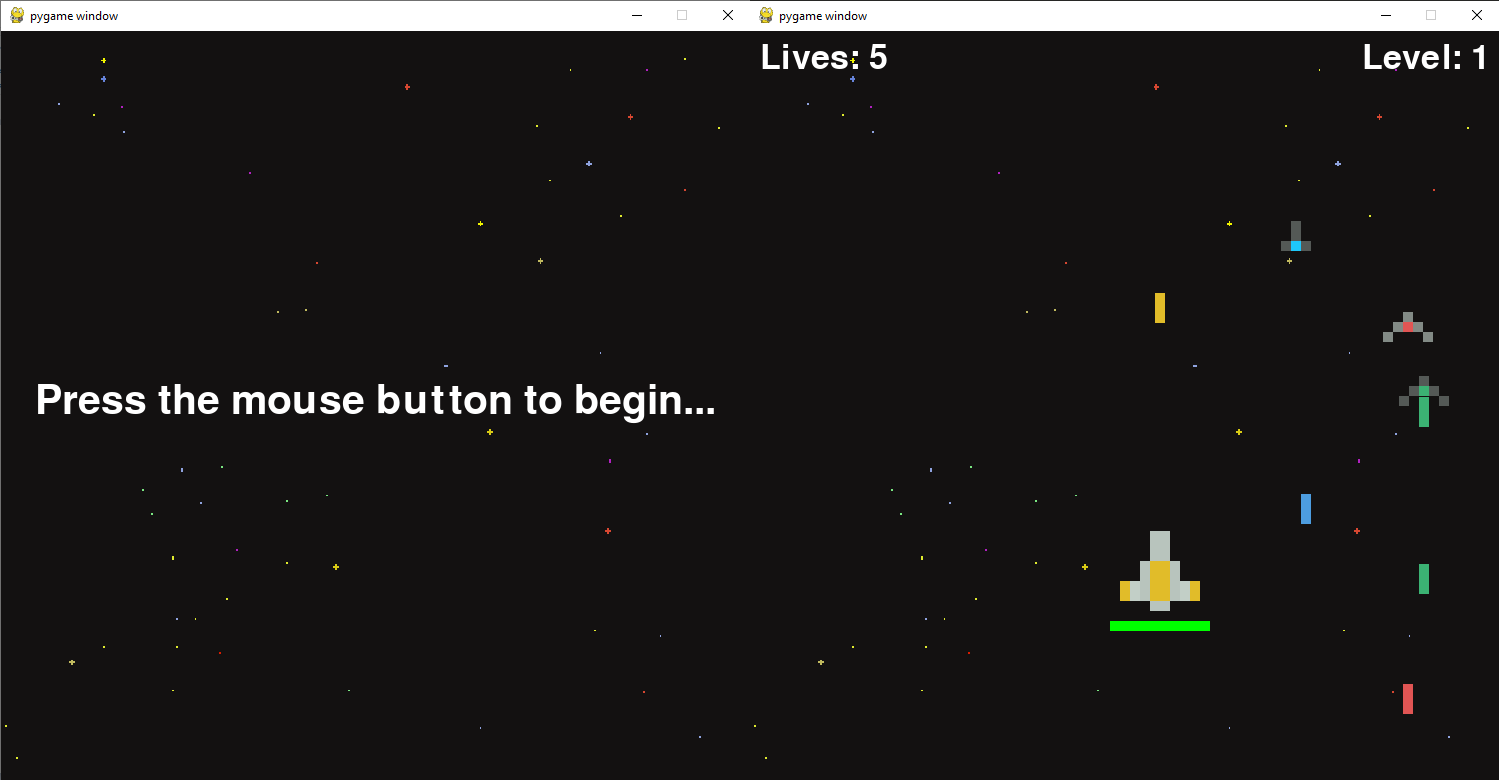 pygame window
Press the mouse button to begin...
pygame window
Lives: 5
Level: 1